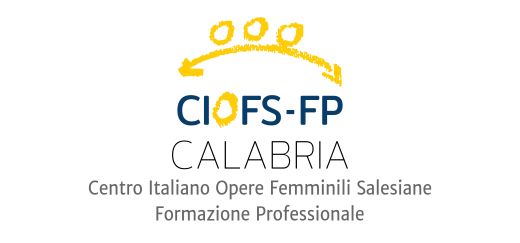 CIOFS-FP
CALABRIA
Centro Italiano Opere Femminili Salesiane
Formazione Professionale